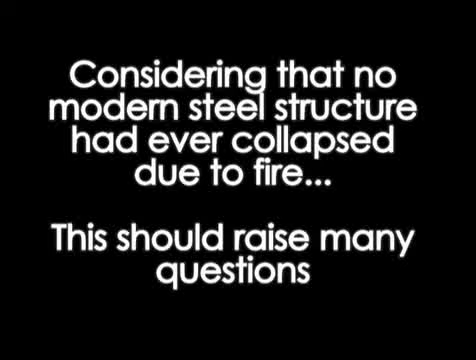 Considering that no
modern steel structure
had ever collapsed
due to fire...
This should raise many
questions